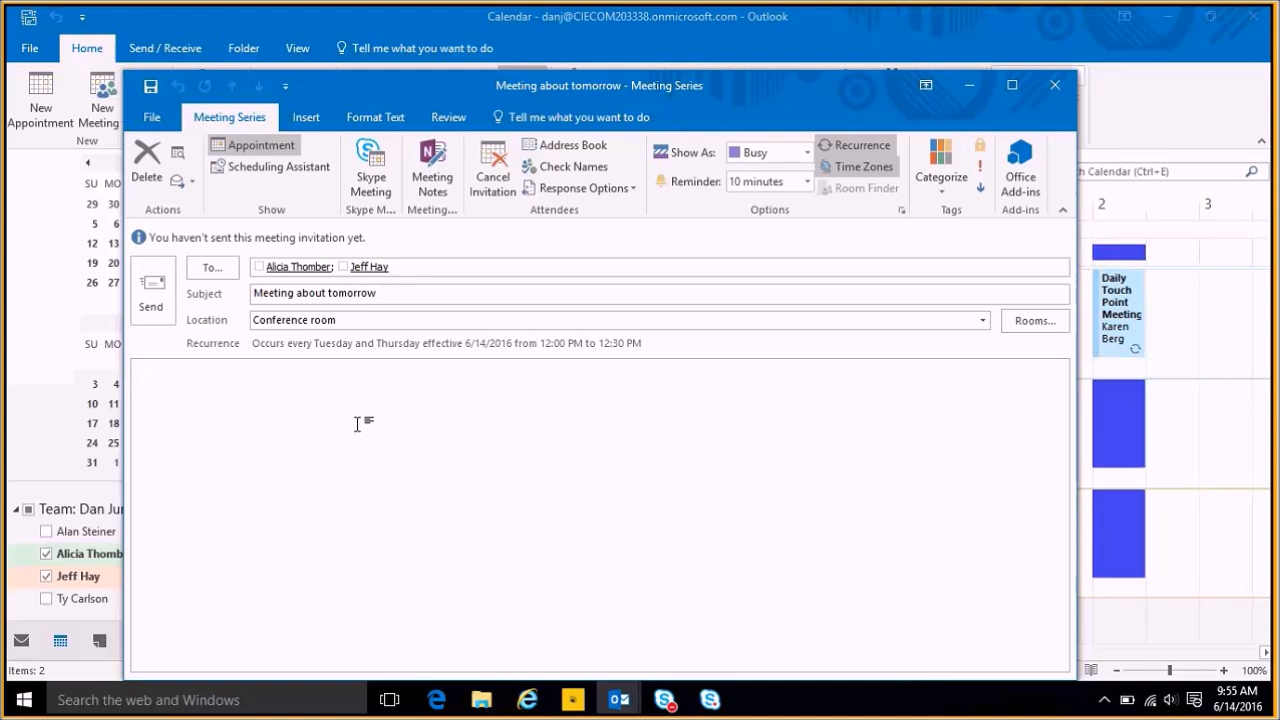 Calendar - danj@CIECOM203338.onmicrosoft.com - Outlook
File Home Send / Receive Folder View Tell me what you want to do
New Appointment
New Meeting
New
Meeting about tomorrow - Meeting Series
File Meeting Series Insert Format Text Review Tell me what you want to do
Delete
Actions
Appointment
Scheduling Assistant
Show
Skype Meeting
Skype M...
Meeting Notes
Meeting...
Cancel Invitation
Address Book
Check Names
Response Options
Attendees
Show As: Busy
Reminder: 10 minutes
Recurrence
Time Zones
Room Finder
Options
Categorize
Tags
Office Add-ins
Add-ins
You haven't sent this meeting invitation yet.
Send
To... Alicia Thomber; Jeff Hay
Subject Meeting about tomorrow
Location Conference room Rooms...
Recurrence Occurs every Tuesday and Thursday effective 6/14/2016 from 12:00 PM to 12:30 PM
SU MO
29 30
5 6
12 13
19 20
26 27
SU MO
3 4
10 11
17 18
24 25
31 1
Team: Dan Jun
Alan Steiner
Alicia Thomb
Jeff Hay
Ty Carlson
ch Calendar (Ctrl+E)
2 3
Daily
Touch
Point
Meeting
Karen
Berg
Items: 2
100%
Search the web and Windows
9:55 AM
6/14/2016